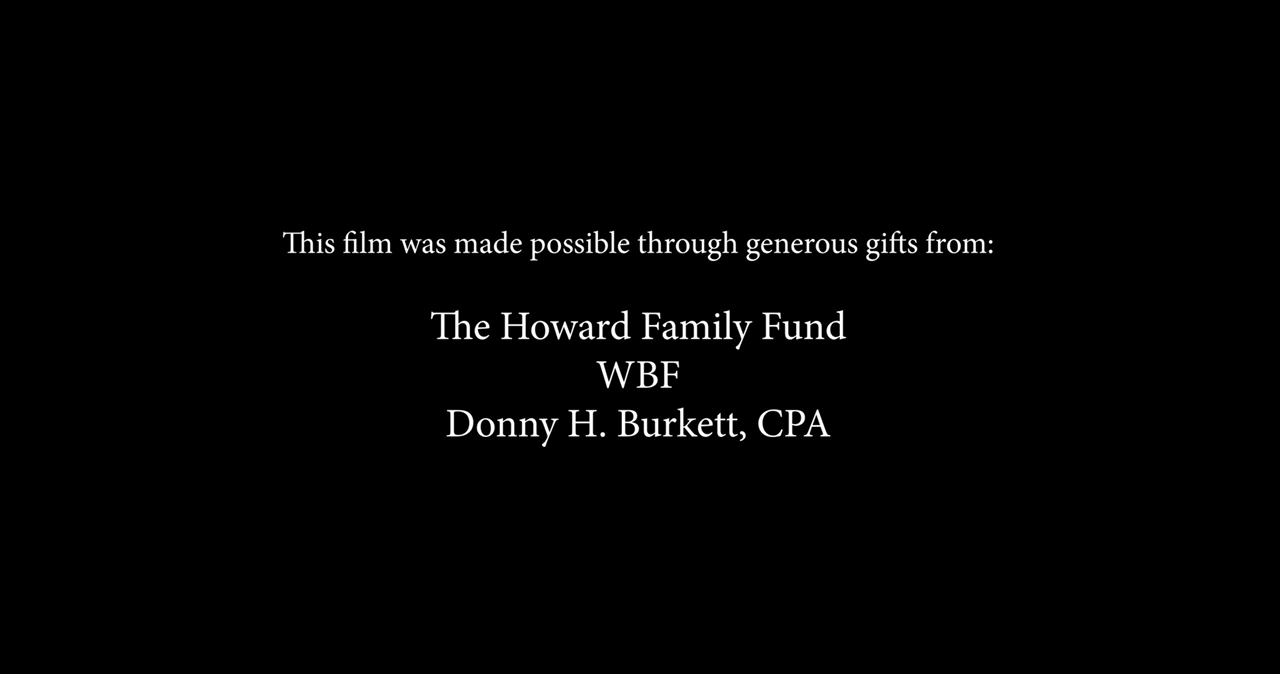 This film was made possible through generous gifts from:
The Howard Family Fund
WBF
Donny H. Burkett, CPA